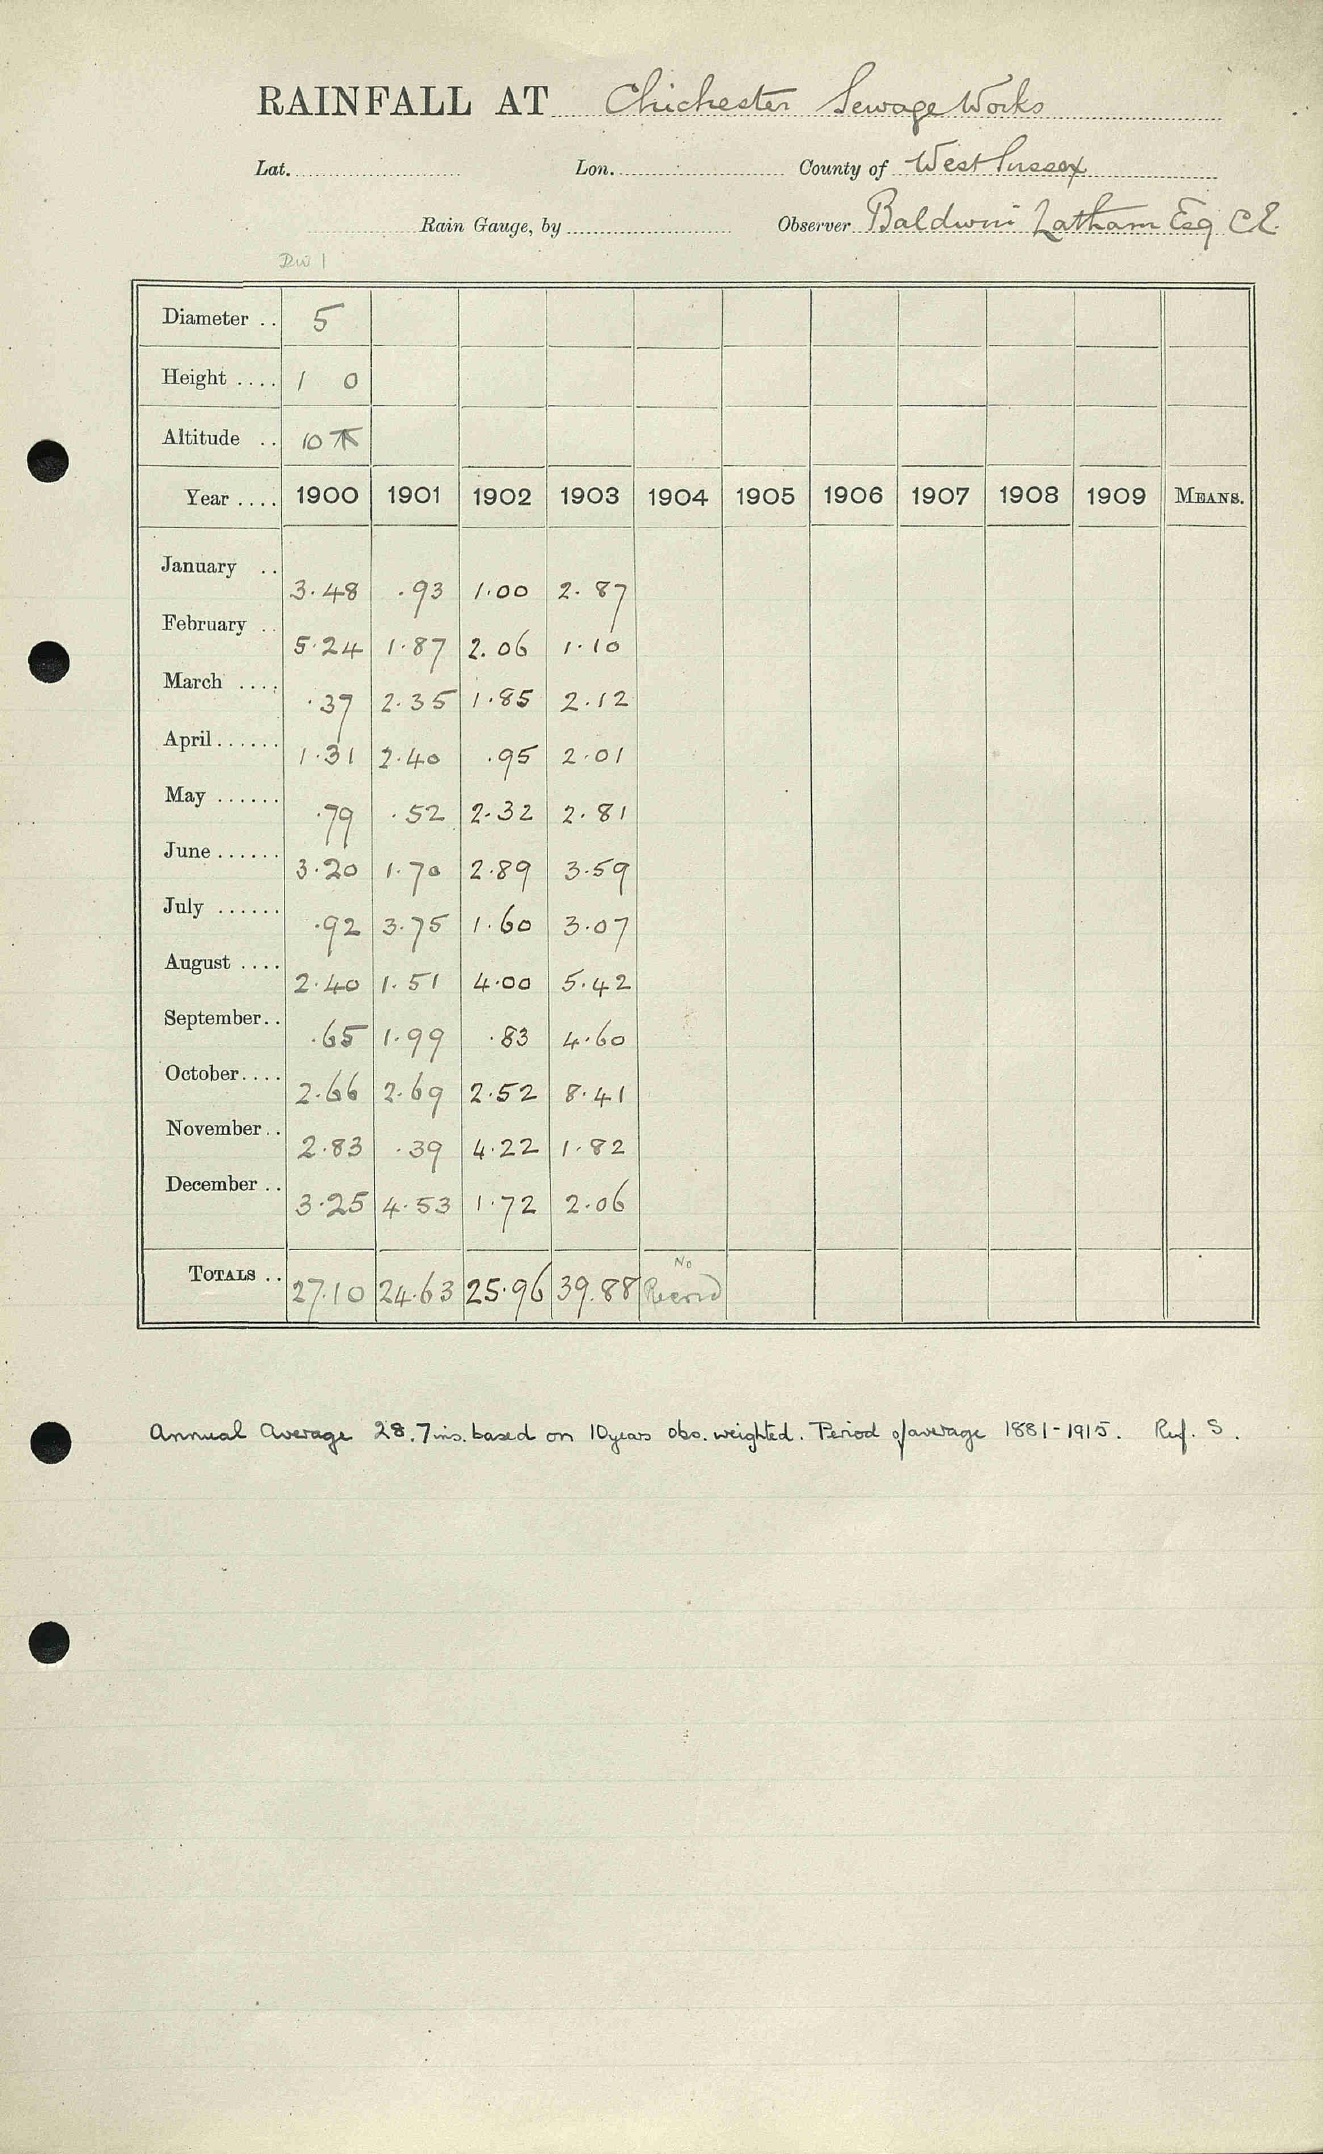 RAINFALL AT Chichester Sewage Works
Lat. Lon. County of West Sussex
Rain Gauge, by Observer Baldwin Latham Esq C.E.
Diameter .. 5
Height .... 1 0
Altitude .. 10
Year .... 1900 1901 1902 1903 1904 1905 1906 1907 1908 1909 MEANS.
January .. 3.48 .93 1.00 2.87
February .. 5.24 1.87 2.06 1.10
March .... .37 2.35 1.85 2.12
April...... 1.31 2.40 .95 2.01
May ...... .79 .52 2.32 2.81
June...... 3.20 1.70 2.89 3.59
July ...... .92 3.75 1.60 3.07
August .... 2.40 1.51 4.00 5.42
September.. .65 1.99 .83 4.60
October.... 2.66 2.69 2.52 8.41
November.. 2.83 .39 4.22 1.82
December .. 3.25 4.53 1.72 2.06
TOTALS .. 27.10 24.63 25.96 39.88 No Record
Annual Average 28.7 ins. based on 10 years obs. weighted. Period of average 1881-1915. Ref. S.